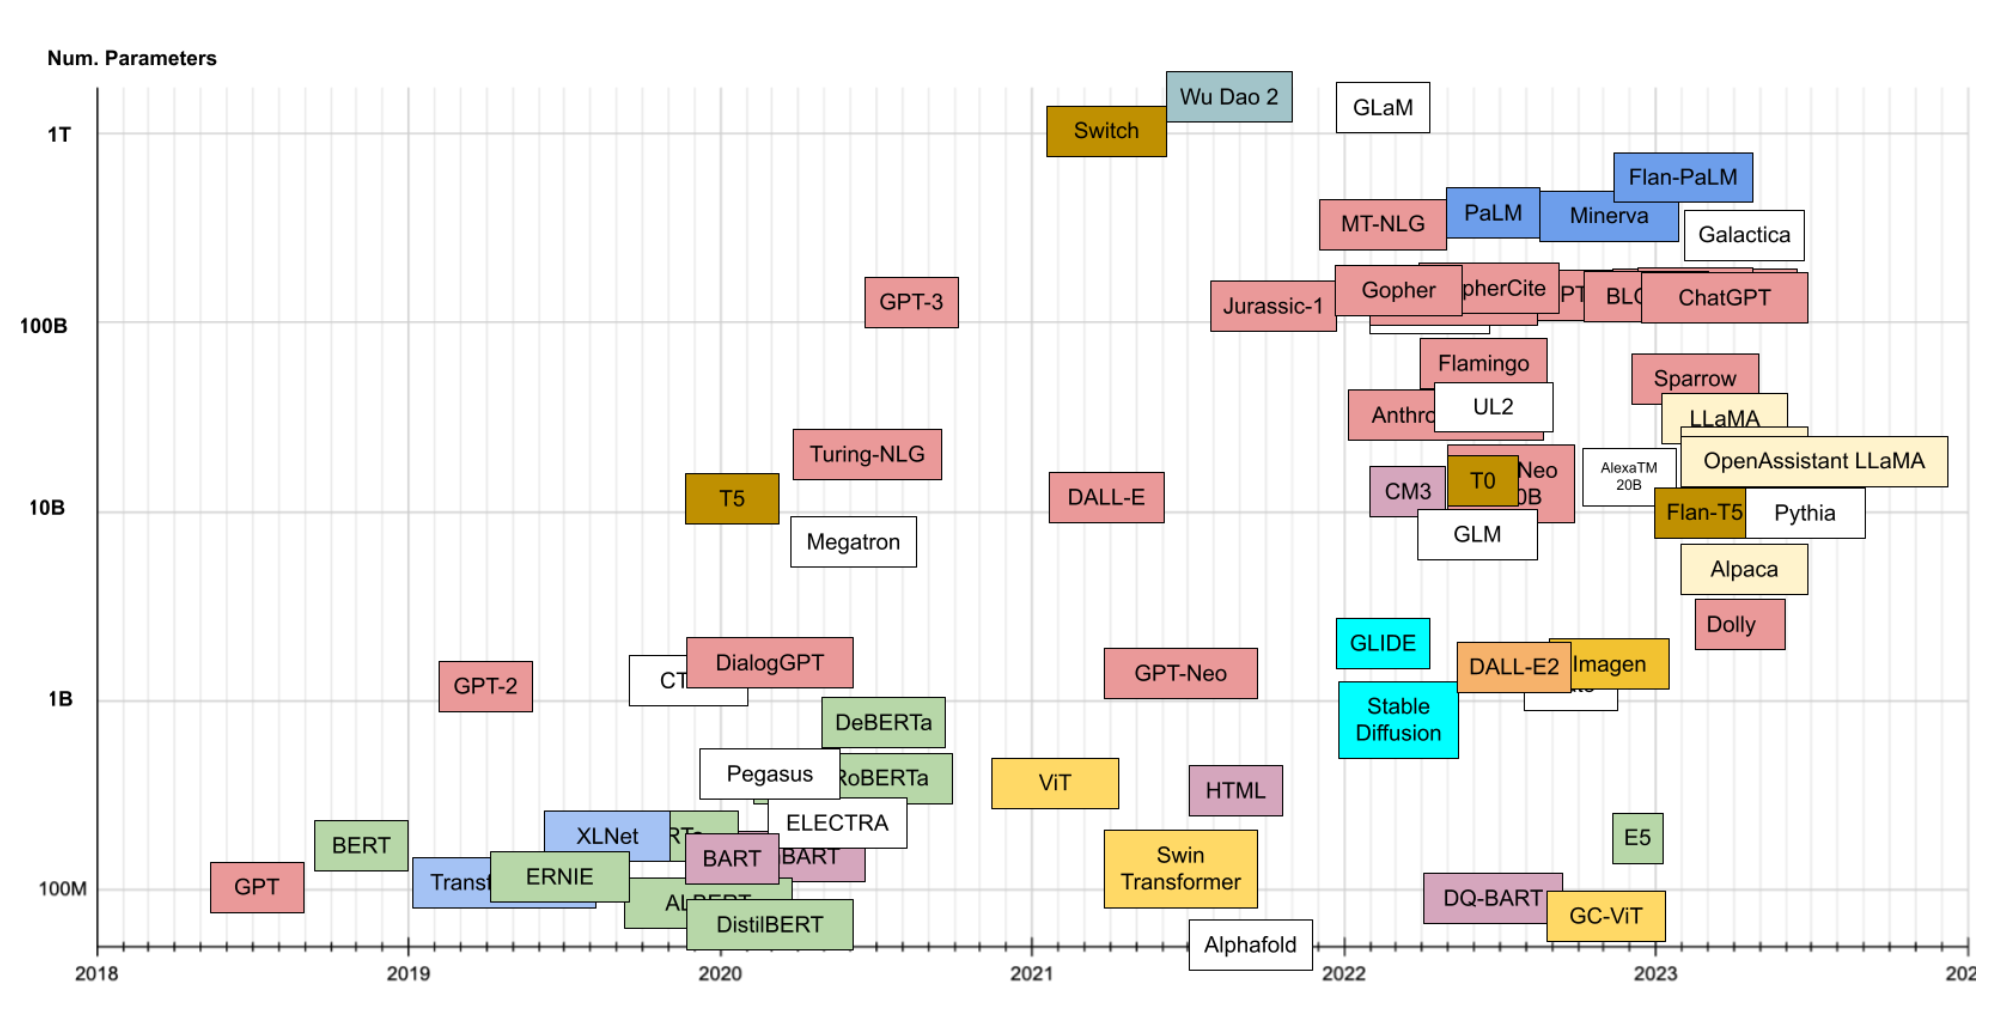 Num. Parameters
Wu Dao 2
GLaM
1T
Switch
Flan-PaLM
PaLM
Minerva
MT-NLG
Galactica
GPT-3
Jurassic-1
Gopher
pherCite
PT
BLO
ChatGPT
100B
Flamingo
Sparrow
UL2
Anthro
LLaMA
Turing-NLG
OpenAssistant LLaMA
T5
DALL-E
CM3
T0
Neo
0B
AlexaTM
20B
10B
Flan-T5
Pythia
Megatron
GLM
Alpaca
Dolly
GLIDE
DialogGPT
CT
GPT-2
GPT-Neo
DALL-E2
Imagen
1B
Stable
Diffusion
DeBERTa
Pegasus
RoBERTa
ViT
HTML
ELECTRA
XLNet
BERT
BART
BART
E5
Swin
Transformer
100M
GPT
Transf
ERNIE
ALBERT
DistilBERT
DQ-BART
GC-ViT
Alphafold
2018
2019
2020
2021
2022
2023
202